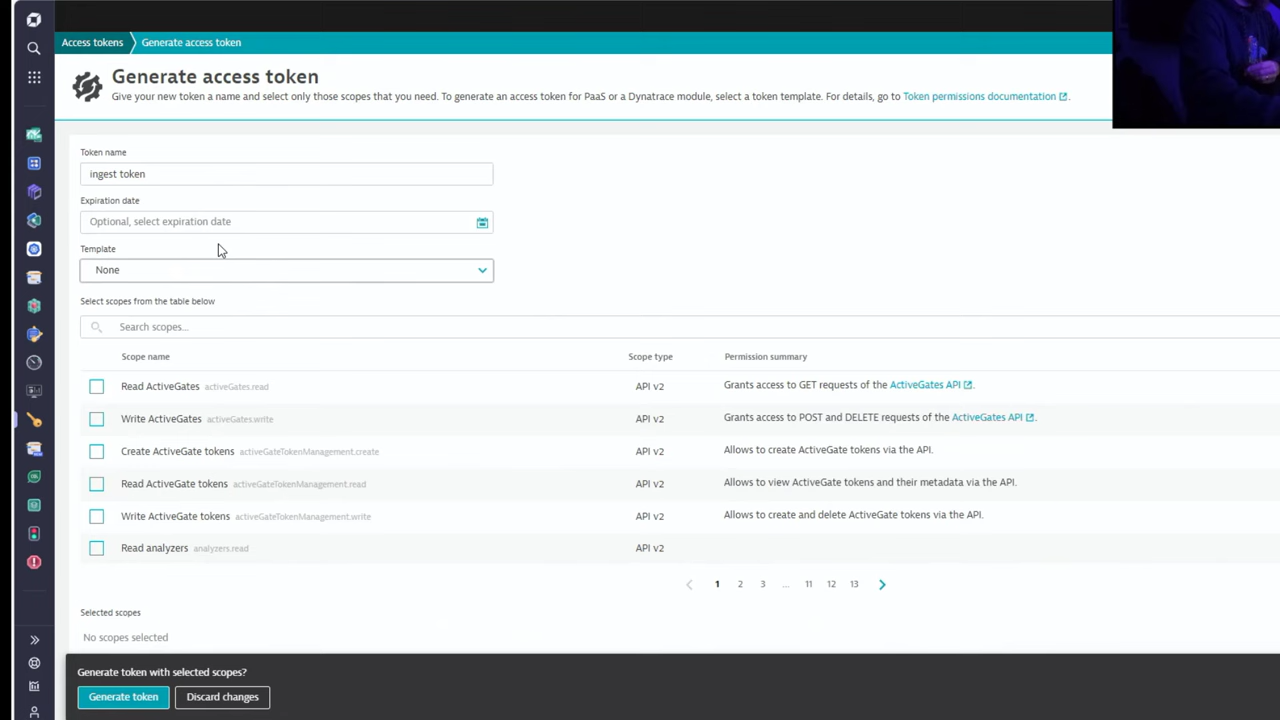 Access tokens
Generate access token
Generate access token
Give your new token a name and select only those scopes that you need. To generate an access token for PaaS or a Dynatrace module, select a token template. For details, go to Token permissions documentation .
Token name
ingest token
Expiration date
Optional, select expiration date
Template
None
Select scopes from the table below
Search scopes...
Scope name Scope type Permission summary
Read ActiveGates activeGates.read API v2 Grants access to GET requests of the ActiveGates API .
Write ActiveGates activeGates.write API v2 Grants access to POST and DELETE requests of the ActiveGates API .
Create ActiveGate tokens activeGateTokenManagement.create API v2 Allows to create ActiveGate tokens via the API.
Read ActiveGate tokens activeGateTokenManagement.read API v2 Allows to view ActiveGate tokens and their metadata via the API.
Write ActiveGate tokens activeGateTokenManagement.write API v2 Allows to create and delete ActiveGate tokens via the API.
Read analyzers analyzers.read API v2
1 2 3 ... 11 12 13
Selected scopes
No scopes selected
Generate token with selected scopes?
Generate token Discard changes